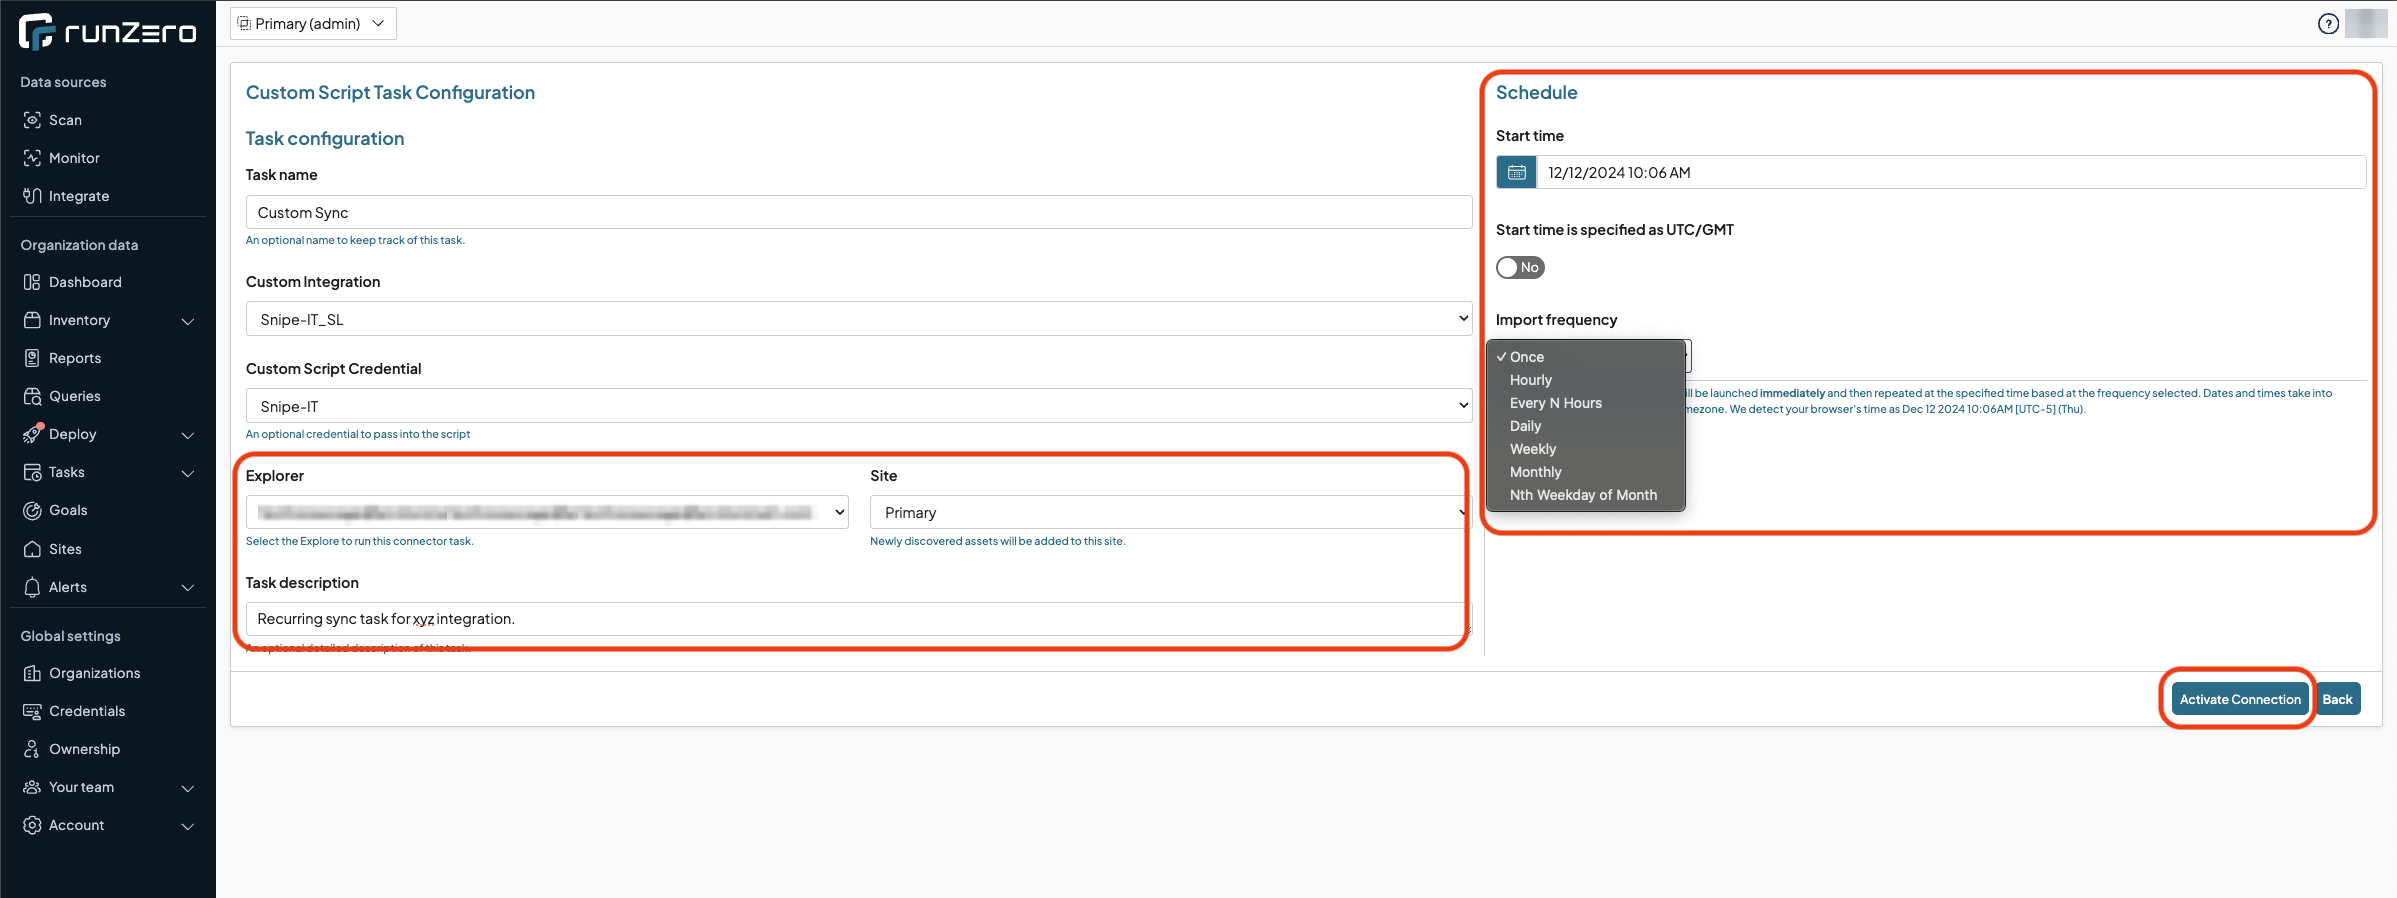 runZero
Primary (admin)
Data sources
Scan
Monitor
Integrate
Organization data
Dashboard
Inventory
Reports
Queries
Deploy
Tasks
Goals
Sites
Alerts
Global settings
Organizations
Credentials
Ownership
Your team
Account
Custom Script Task Configuration
Task configuration
Task name
Custom Sync
An optional name to keep track of this task.
Custom Integration
Snipe-IT_SL
Custom Script Credential
Snipe-IT
An optional credential to pass into the script
Explorer
Select the Explore to run this connector task.
Site
Primary
Newly discovered assets will be added to this site.
Task description
Recurring sync task for xyz integration.
An optional detailed description of this task.
Schedule
Start time
12/12/2024 10:06 AM
Start time is specified as UTC/GMT
No
Import frequency
✓ Once
Hourly
Every N Hours
Daily
Weekly
Monthly
Nth Weekday of Month
ill be launched immediately and then repeated at the specified time based at the frequency selected. Dates and times take into
mezone. We detect your browser's time as Dec 12 2024 10:06AM [UTC-5] (Thu).
Activate Connection
Back